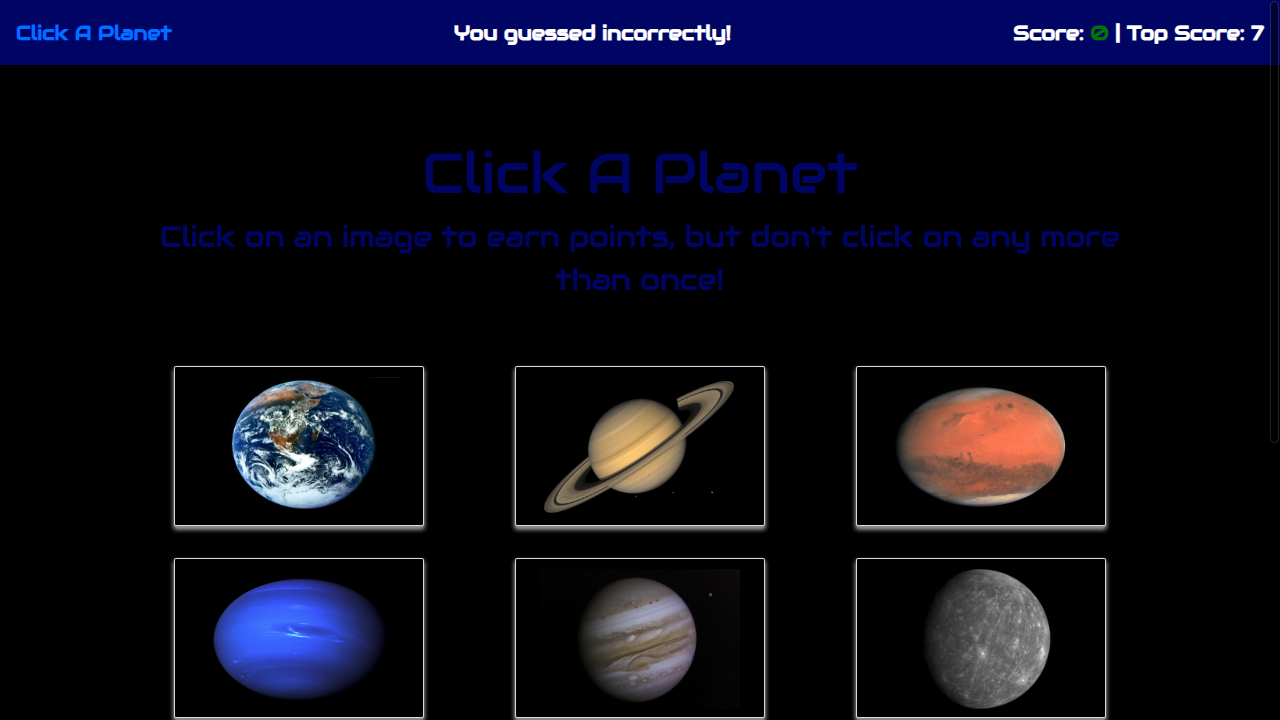 Click A Planet
You guessed incorrectly!
Score: 0 | Top Score: 7
Click A Planet
Click on an image to earn points, but don't click on any more
than once!